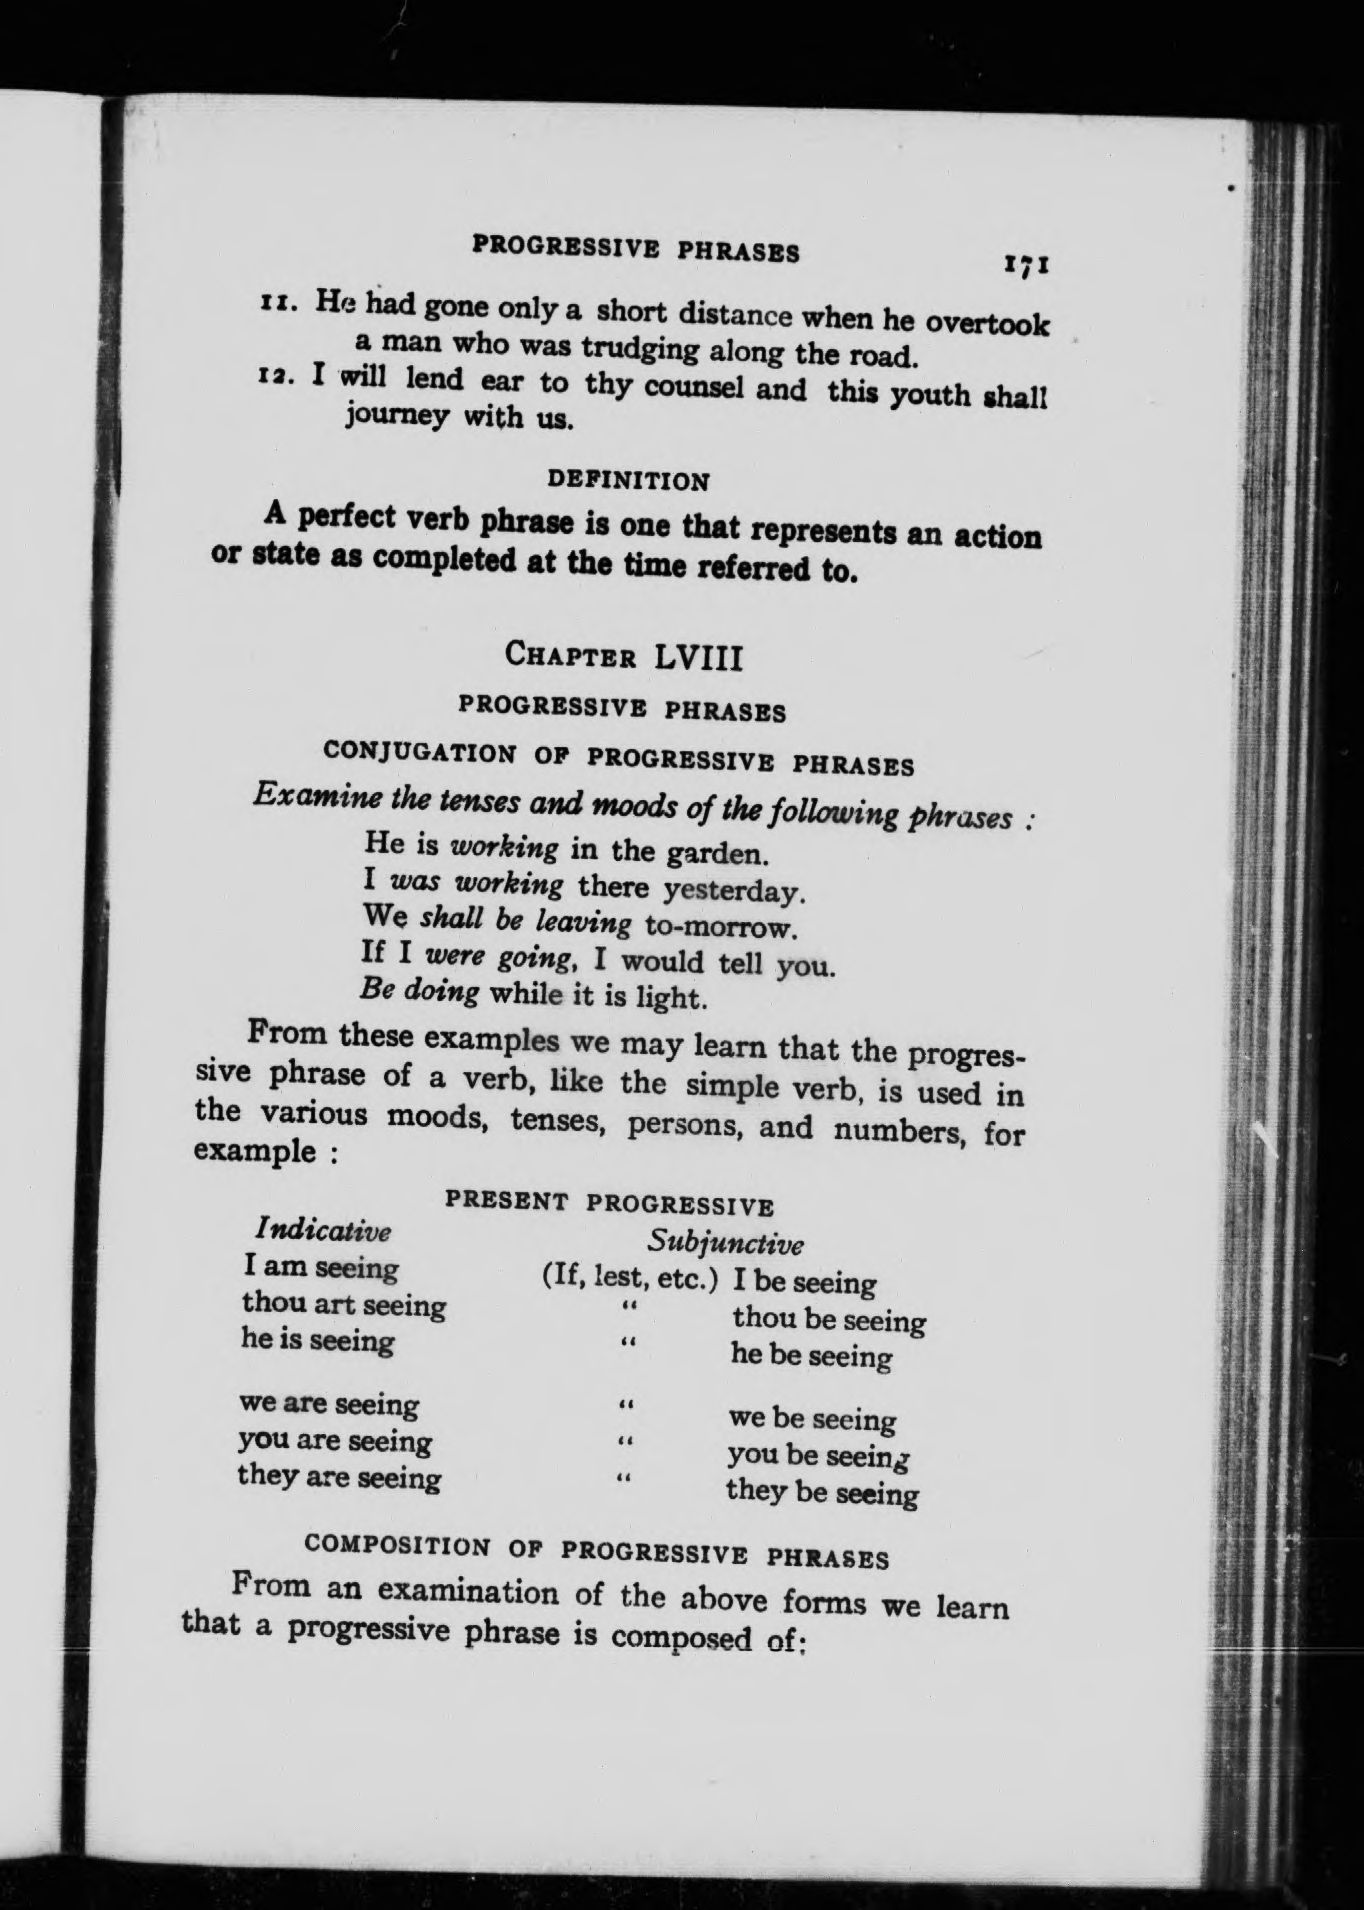 PROGRESSIVE PHRASES 171
11. He had gone only a short distance when he overtook
a man who was trudging along the road.
12. I will lend ear to thy counsel and this youth shall
journey with us.
DEFINITION
A perfect verb phrase is one that represents an action
or state as completed at the time referred to.
CHAPTER LVIII
PROGRESSIVE PHRASES
CONJUGATION OF PROGRESSIVE PHRASES
Examine the tenses and moods of the following phrases :
He is working in the garden.
I was working there yesterday.
We shall be leaving to-morrow.
If I were going, I would tell you.
Be doing while it is light.
From these examples we may learn that the progres-
sive phrase of a verb, like the simple verb, is used in
the various moods, tenses, persons, and numbers, for
example :
PRESENT PROGRESSIVE
Indicative Subjunctive
I am seeing (If, lest, etc.) I be seeing
thou art seeing “ thou be seeing
he is seeing “ he be seeing
we are seeing “ we be seeing
you are seeing “ you be seeing
they are seeing “ they be seeing
COMPOSITION OF PROGRESSIVE PHRASES
From an examination of the above forms we learn
that a progressive phrase is composed of: